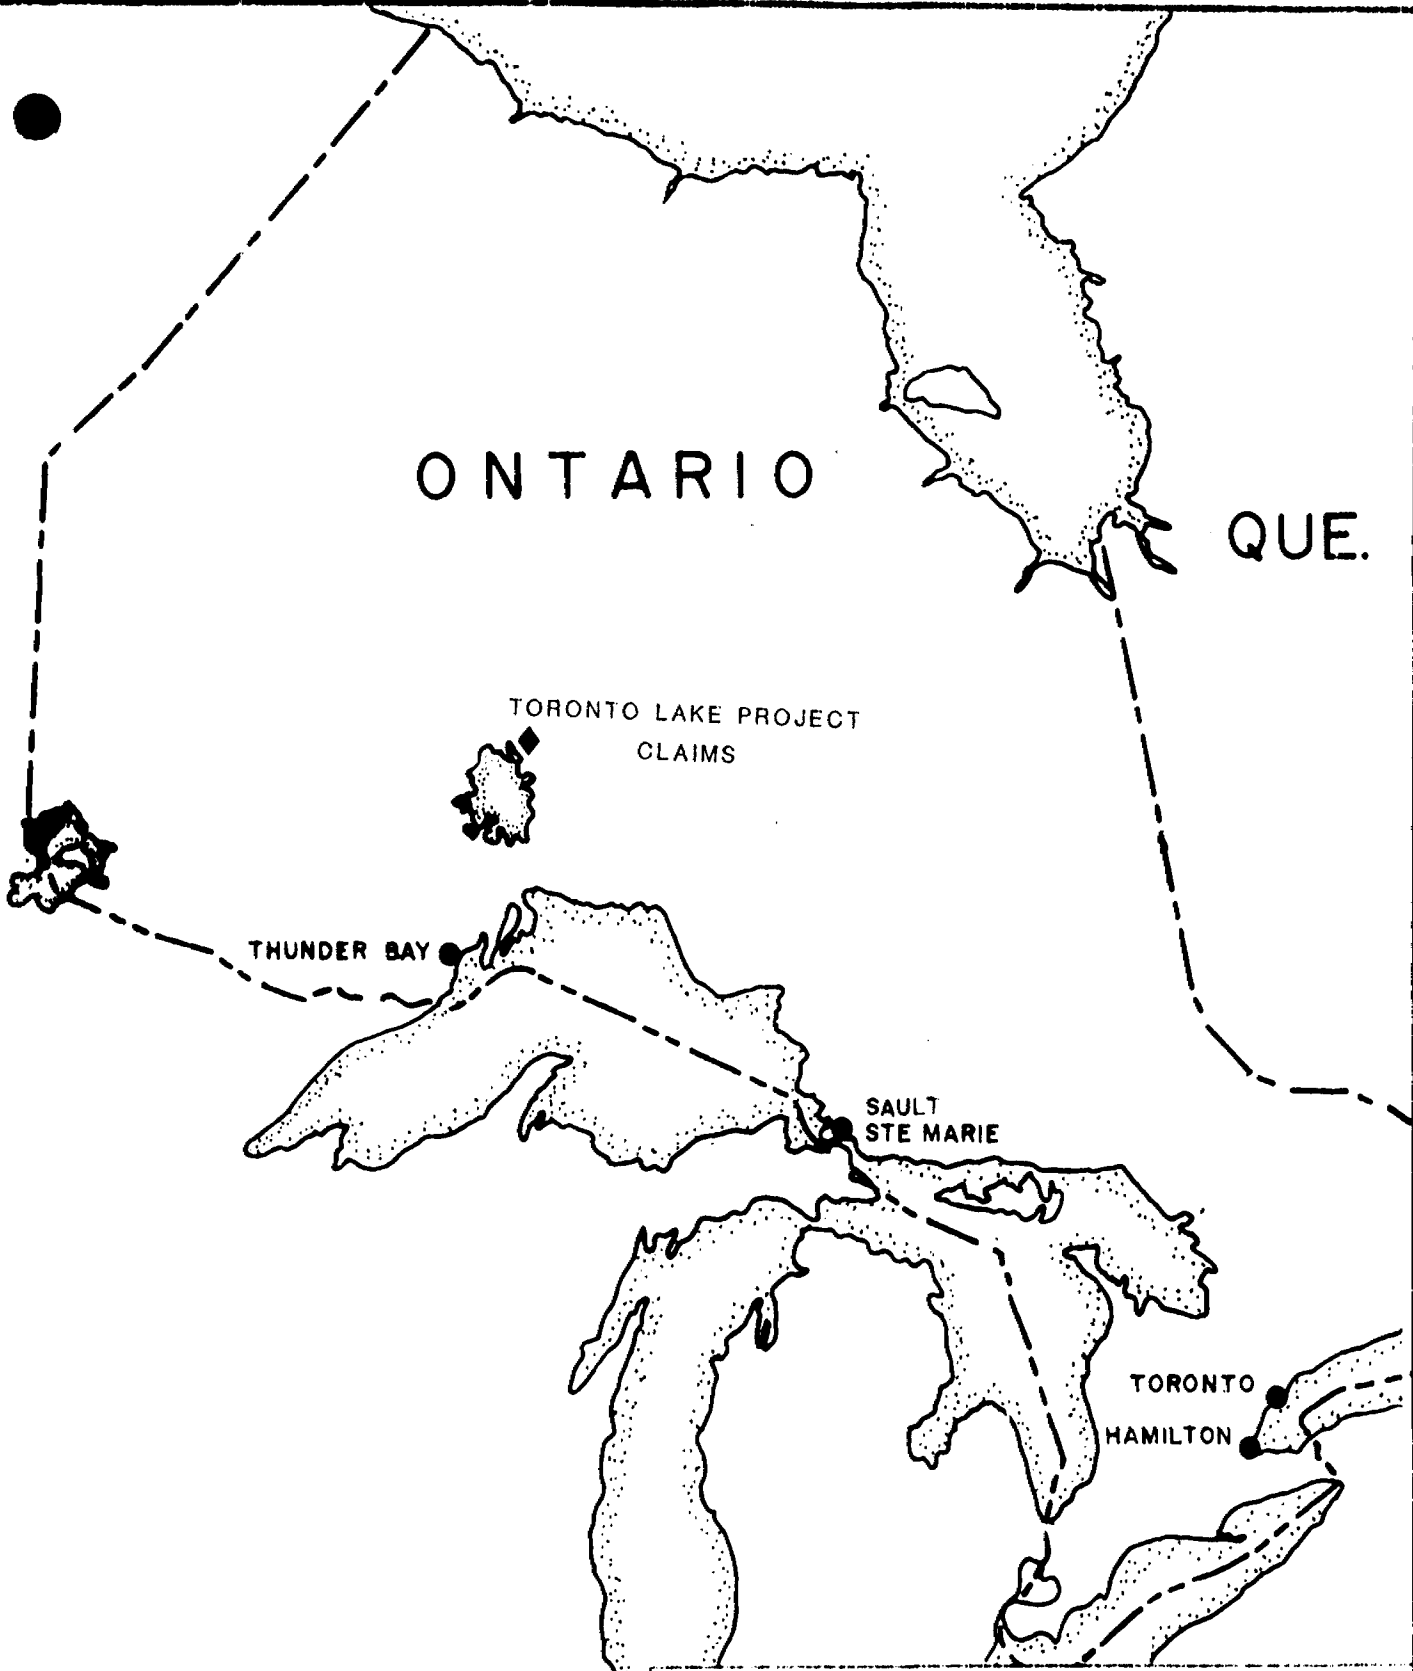 ONTARIO
QUE.
TORONTO LAKE PROJECT
CLAIMS
THUNDER BAY
SAULT
STE MARIE
TORONTO
HAMILTON